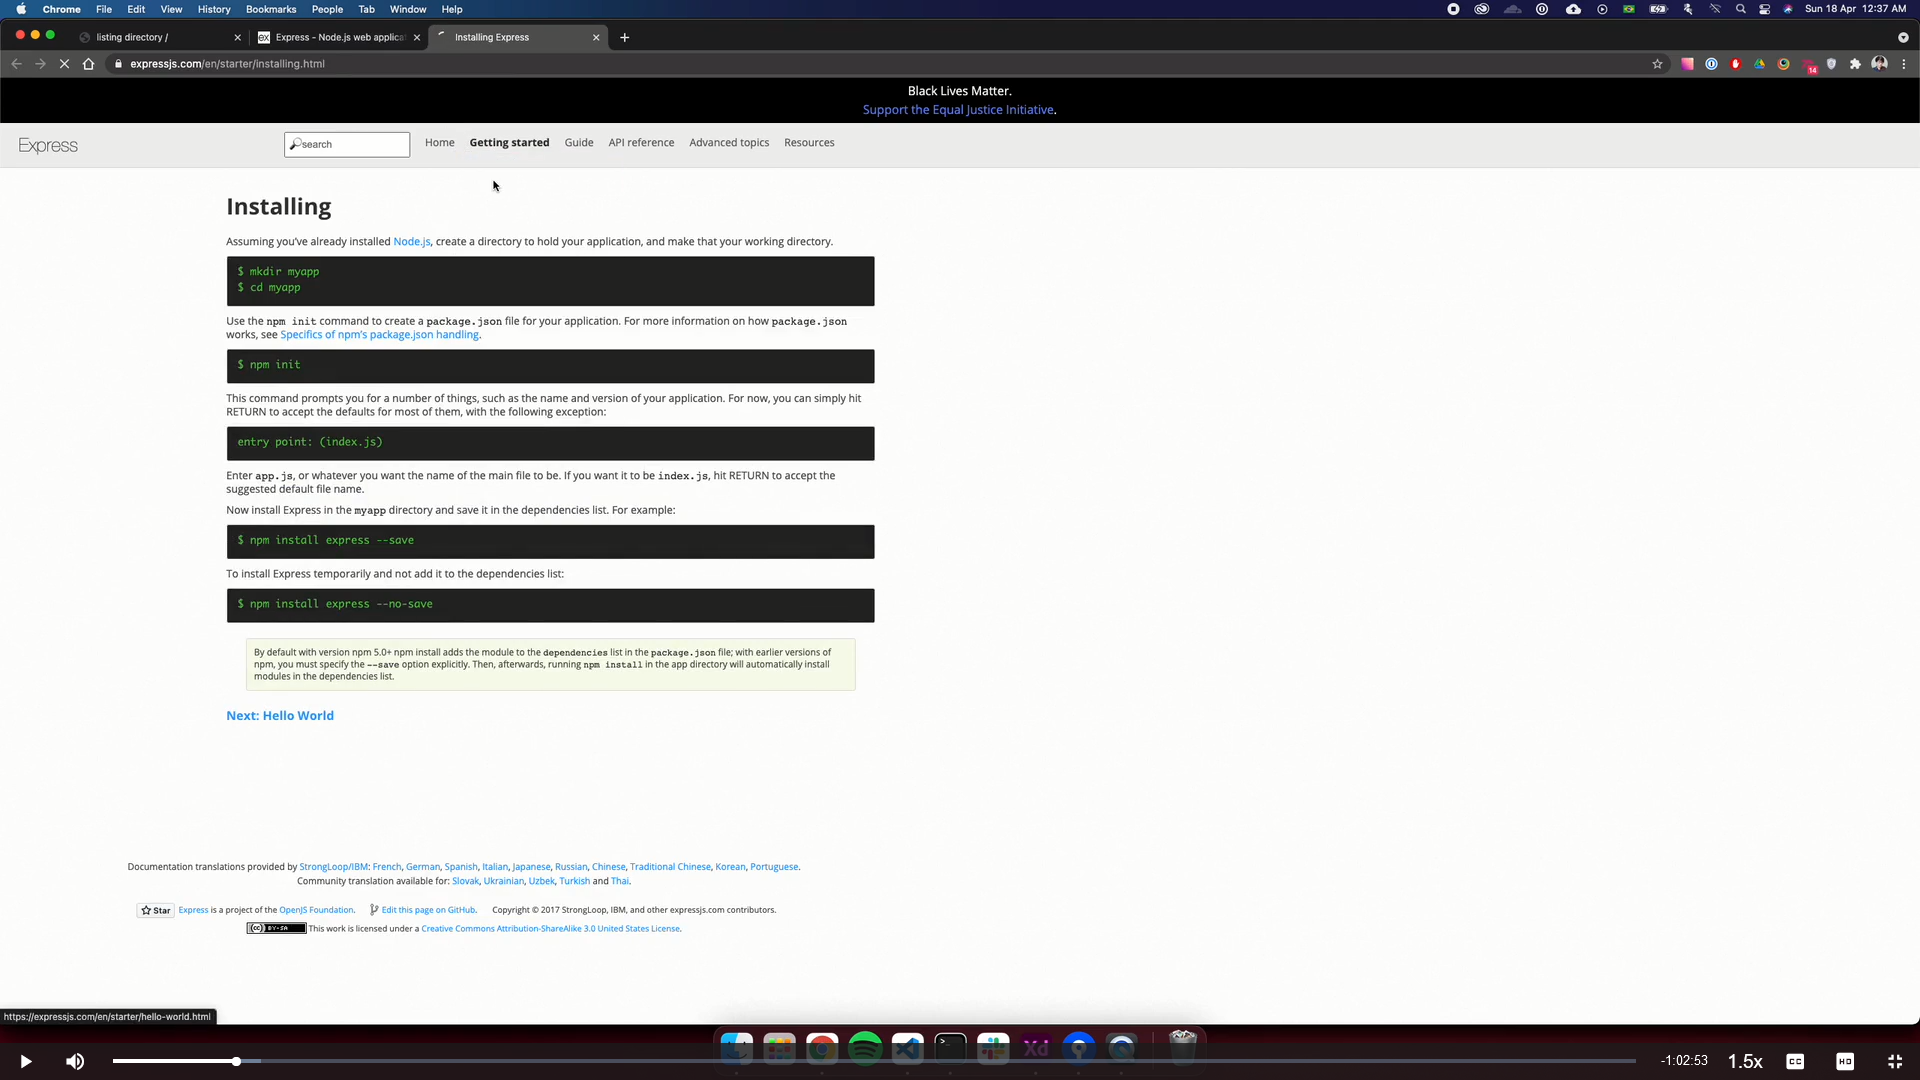 Chrome File Edit View History Bookmarks People Tab Window Help Sun 18 Apr 12:37 AM
listing directory / Express - Node.js web applicat Installing Express
expressjs.com/en/starter/installing.html
14
Black Lives Matter.
Support the Equal Justice Initiative.
Express search Home Getting started Guide API reference Advanced topics Resources
Installing
Assuming you've already installed Node.js, create a directory to hold your application, and make that your working directory.
$ mkdir myapp
$ cd myapp
Use the npm init command to create a package.json file for your application. For more information on how package.json
works, see Specifics of npm's package.json handling.
$ npm init
This command prompts you for a number of things, such as the name and version of your application. For now, you can simply hit
RETURN to accept the defaults for most of them, with the following exception:
entry point: (index.js)
Enter app.js, or whatever you want the name of the main file to be. If you want it to be index.js, hit RETURN to accept the
suggested default file name.
Now install Express in the myapp directory and save it in the dependencies list. For example:
$ npm install express --save
To install Express temporarily and not add it to the dependencies list:
$ npm install express --no-save
By default with version npm 5.0+ npm install adds the module to the dependencies list in the package.json file; with earlier versions of
npm, you must specify the --save option explicitly. Then, afterwards, running npm install in the app directory will automatically install
modules in the dependencies list.
Next: Hello World
Documentation translations provided by StrongLoop/IBM: French, German, Spanish, Italian, Japanese, Russian, Chinese, Traditional Chinese, Korean, Portuguese.
Community translation available for: Slovak, Ukrainian, Uzbek, Turkish and Thai.
Star Express is a project of the OpenJS Foundation. Edit this page on GitHub. Copyright © 2017 StrongLoop, IBM, and other expressjs.com contributors.
(cc) BY-SA This work is licensed under a Creative Commons Attribution-ShareAlike 3.0 United States License.
https://expressjs.com/en/starter/hello-world.html
Xd
-1:02:53 1.5x CC HD